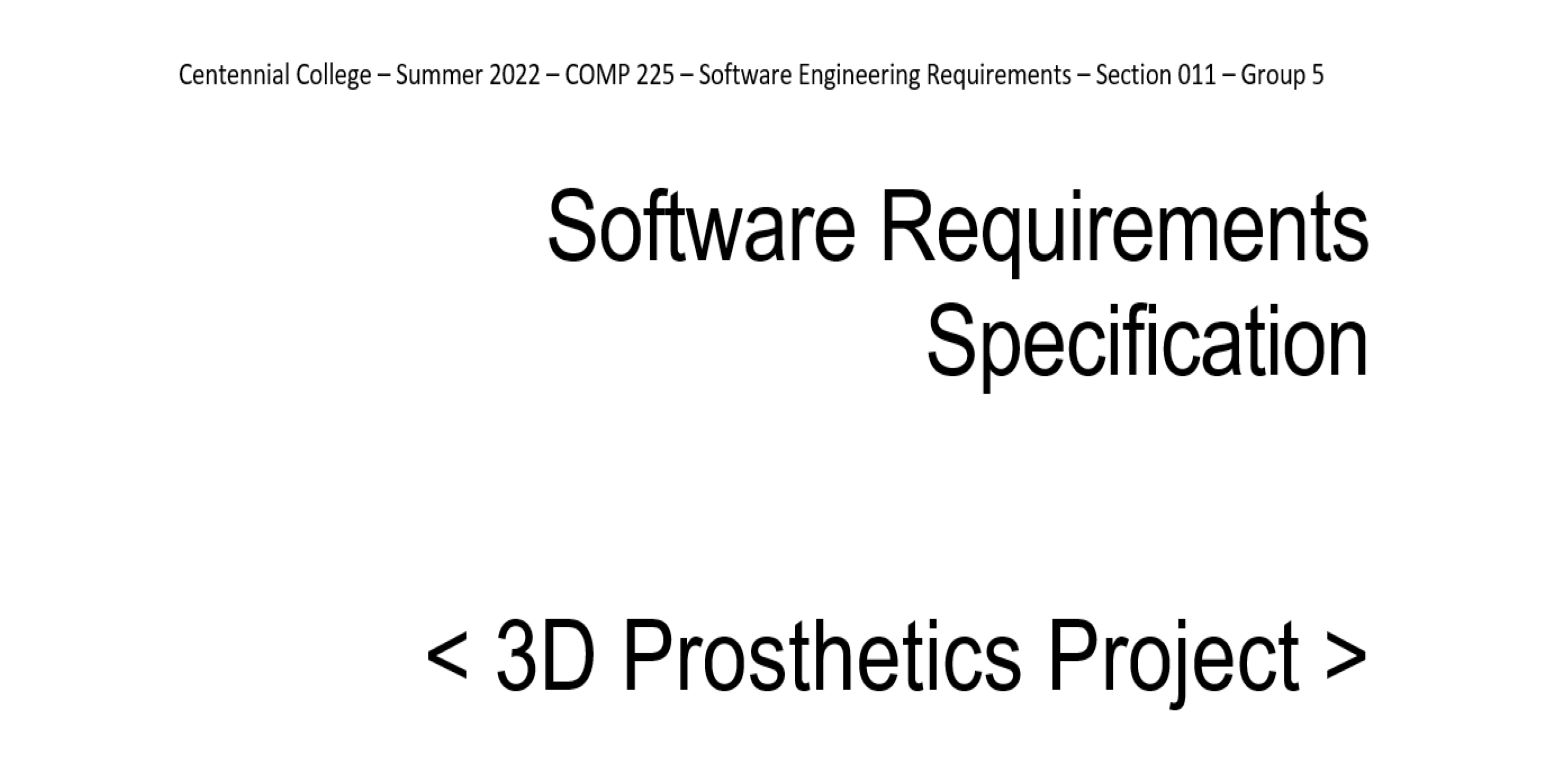 Centennial College – Summer 2022 – COMP 225 – Software Engineering Requirements – Section 011 – Group 5
Software Requirements
Specification
< 3D Prosthetics Project >